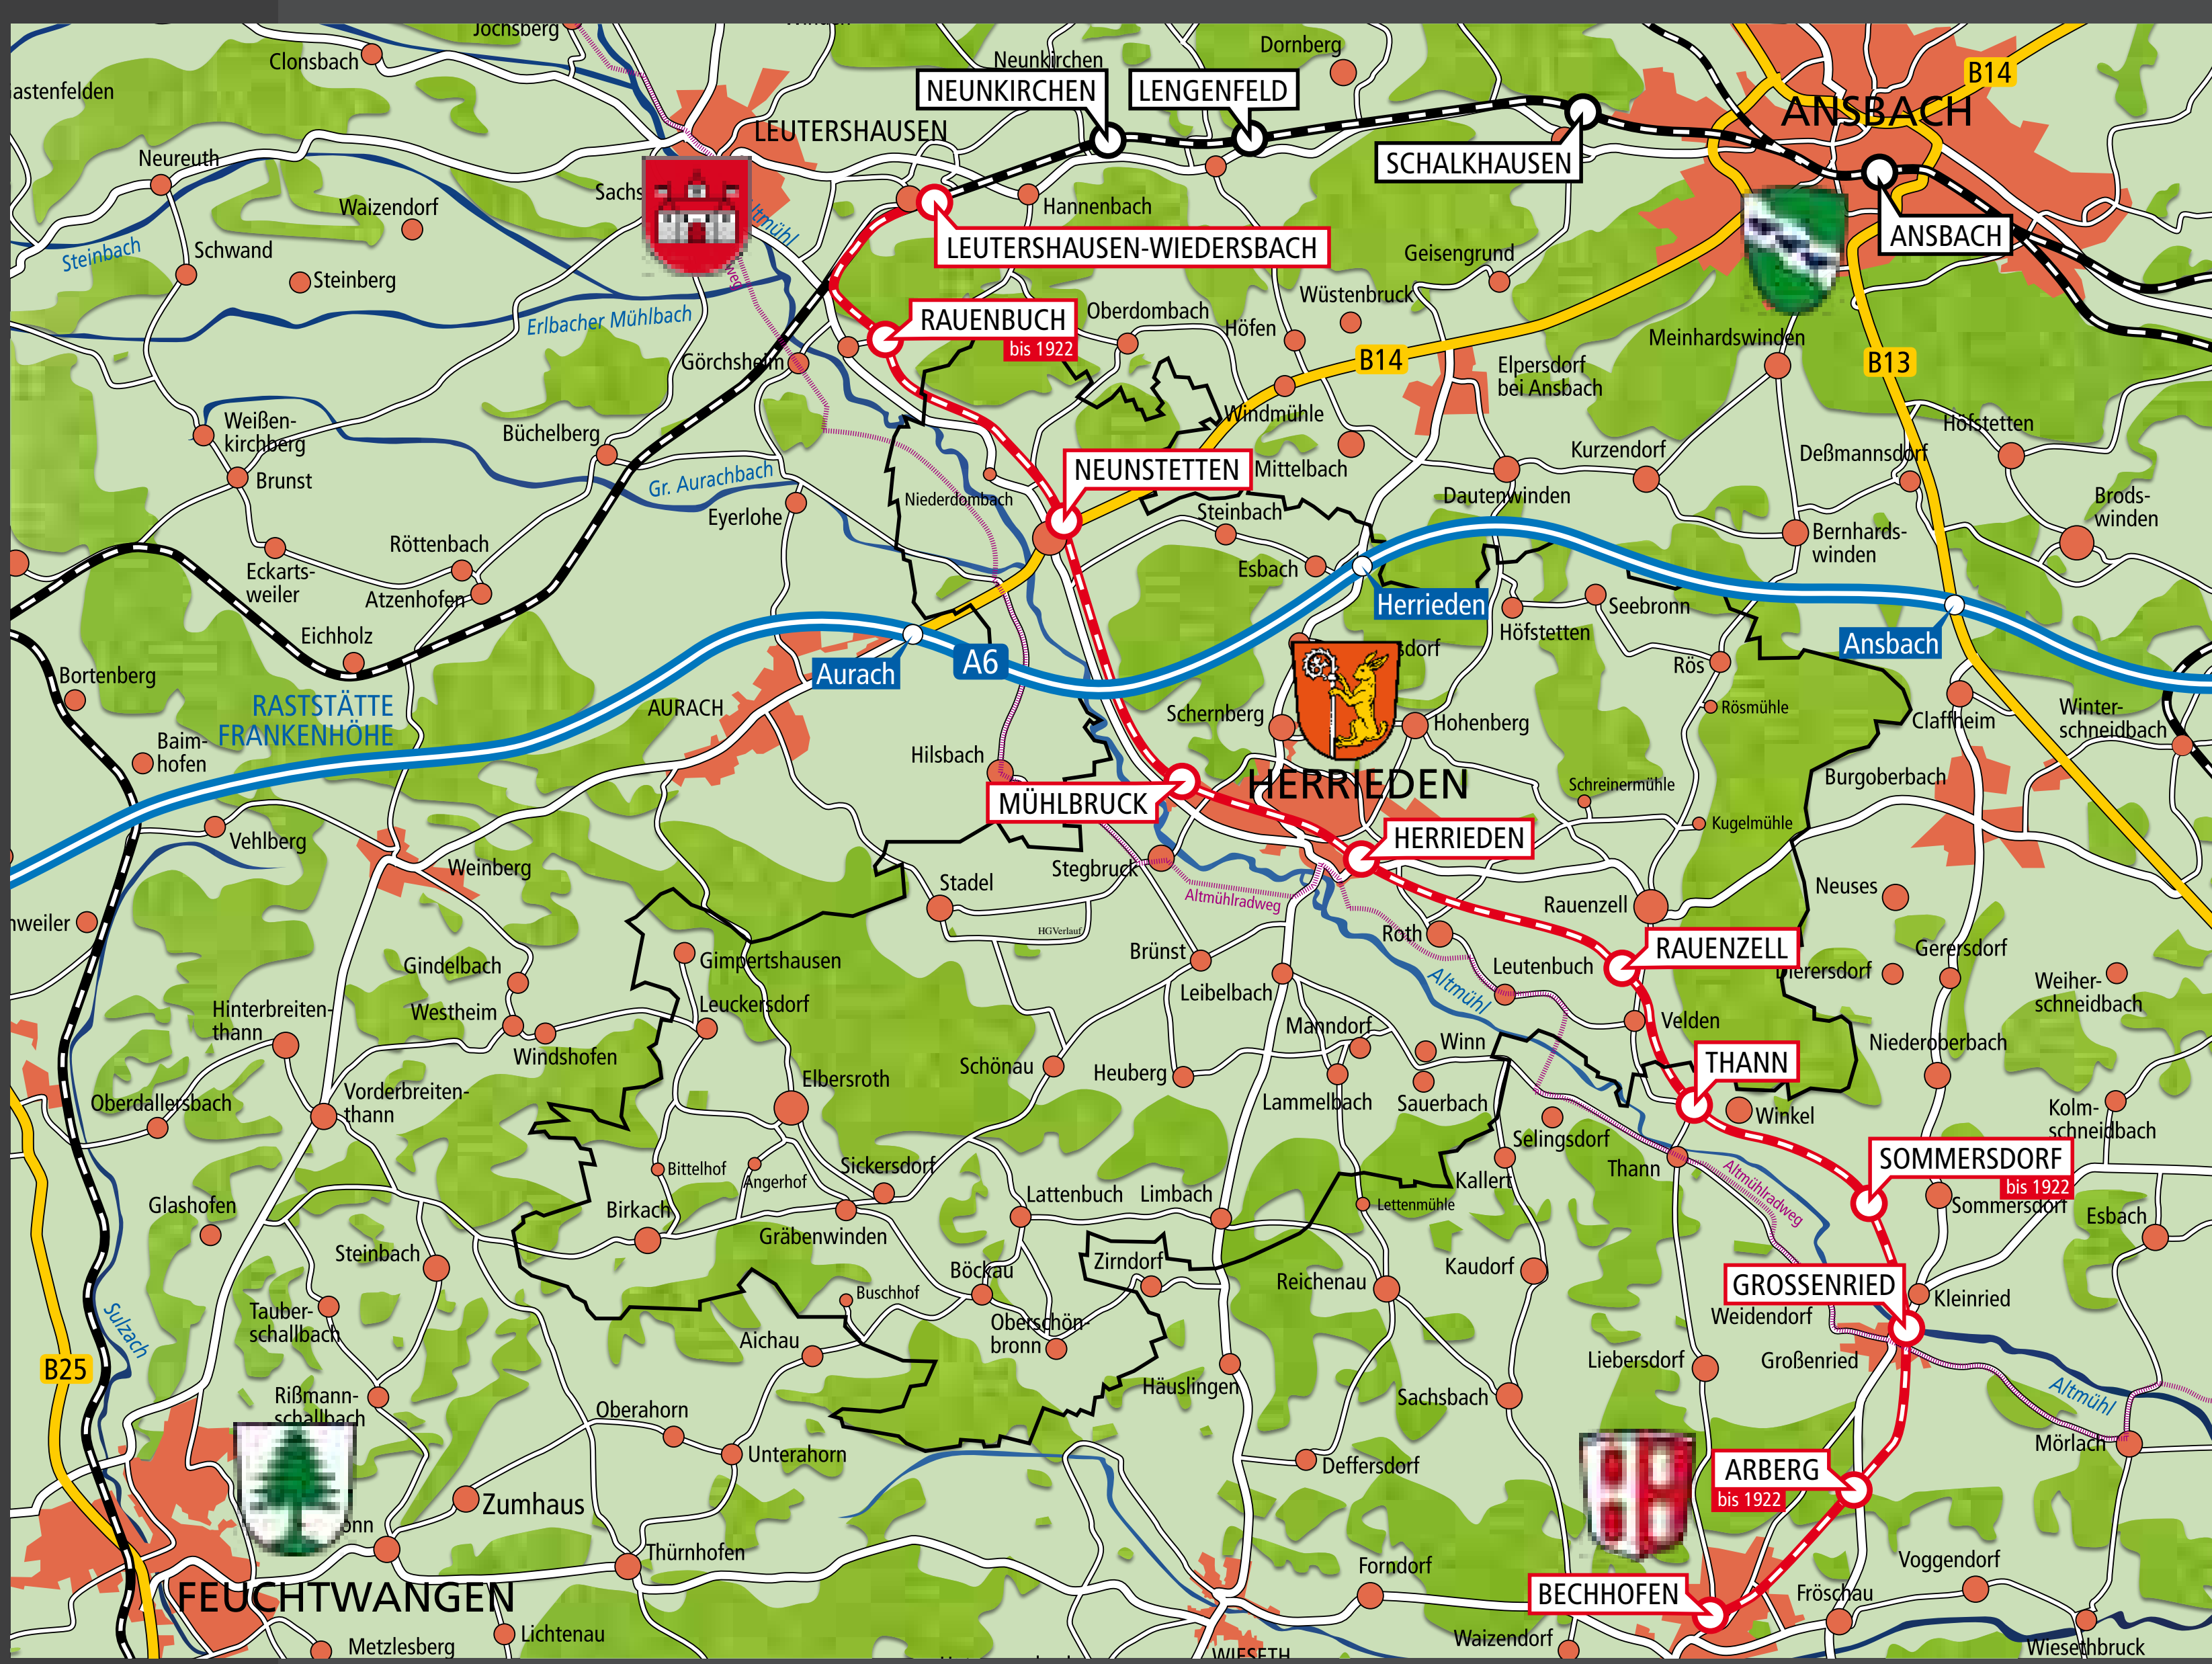 Jochsberg
Clonsbach
Dornberg
Neunkirchen
B14
NEUNKIRCHEN
LENGENFELD
ANSBACH
LEUTERSHAUSEN
SCHALKHAUSEN
Neureuth
Waizendorf
Hannenbach
Altmühl
ANSBACH
LEUTERSHAUSEN-WIEDERSBACH
Steinbach
Schwand
Steinberg
Geisengrund
Wüstenbruck
Erlbacher Mühlbach
RAUENBUCH
bis 1922
Oberdombach
Höfen
Meinhardswinden
Görchsheim
B14
B13
Elpersdorf
bei Ansbach
Windmühle
Weißen-
kirchberg
Büchelberg
Höfstetten
Brunst
Gr. Aurachbach
NEUNSTETTEN
Mittelbach
Kurzendorf
Deßmannsdorf
Niederdombach
Dautenwinden
Brods-
winden
Eyerlohe
Steinbach
Bernhards-
winden
Röttenbach
Eckarts-
weiler
Atzenhofen
Esbach
Herrieden
Seebronn
Höfstetten
Eichholz
Ansbach
Bortenberg
Aurach
A6
Rös
Rösmühle
RASTSTÄTTE
FRANKENHÖHE
AURACH
Schernberg
Hohenberg
Claffheim
Winter-
schneidbach
Baim-
hofen
Hilsbach
MÜHLBRUCK
HERRIEDEN
Schreinermühle
Burgoberbach
Vehlberg
HERRIEDEN
Kugelmühle
Weinberg
Stegbruck
Stadel
Altmühlradweg
Rauenzell
Neuses
HGVerlauf
Roth
RAUENZELL
Gindelbach
Gimpertshausen
Brünst
Leutenbuch
Gerersdorf
Leibelbach
Altmühl
Weiher-
schneidbach
Hinterbreiten-
thann
Westheim
Leuckersdorf
Windshofen
Manndorf
Winn
Velden
Niederoberbach
Schönau
Heuberg
THANN
Elbersroth
Oberdallersbach
Vorderbreiten-
thann
Lammelbach
Sauerbach
Winkel
Kolm-
schneidbach
Selingsdorf
Bittelhof
Angerhof
Sickersdorf
Thann
Altmühlradweg
SOMMERSDORF
bis 1922
Sommersdorf
Glashofen
Birkach
Gräbenwinden
Lattenbuch
Limbach
Kallert
Lettenmühle
Esbach
Steinbach
Zirndorf
Böckau
Buschhof
Reichenau
Kaudorf
GROSSENRIED
Kleinried
Weidendorf
Tauber-
schallbach
Sulzach
Aichau
Oberschön-
bronn
B25
Häuslingen
Liebersdorf
Großenried
Altmühl
Rißmann-
schallbach
Sachsbach
Oberahorn
Unterahorn
Deffersdorf
Mörlach
ARBERG
bis 1922
Zumhaus
Thürnhofen
Forndorf
Voggendorf
FEUCHTWANGEN
BECHHOFEN
Fröschau
Metzlesberg
Lichtenau
Waizendorf
WIESETH
Wiesethbruck